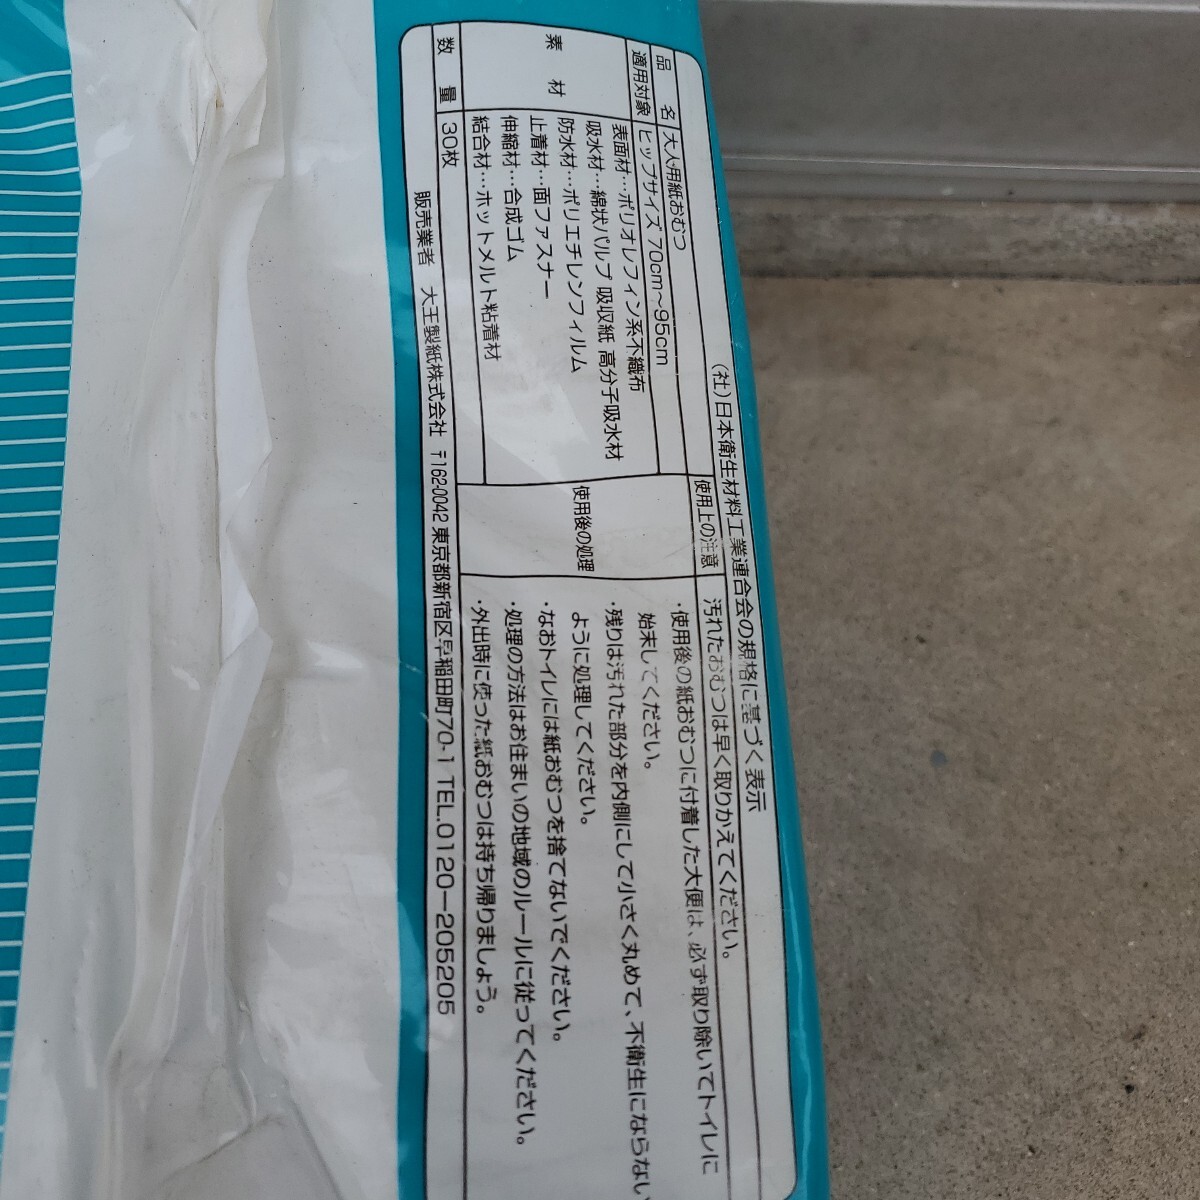 (社)日本衛生材料工業連合会の規格に基づく表示
品名 大人用紙おむつ
適用対象 ヒップサイズ 70cm〜95cm
素材 表面材…ポリオレフィン系不織布
吸水材…綿状パルプ 吸収紙 高分子吸水材
防水材…ポリエチレンフィルム
止着材…面ファスナー
伸縮材…合成ゴム
結合材…ホットメルト粘着材
数量 30枚
使用上の注意 汚れたおむつは早く取りかえてください。
使用後の処理 ・使用後の紙おむつに付着した大便は、必ず取り除いてトイレに
始末してください。
・残りは汚れた部分を内側にして小さく丸めて、不衛生にならない
ように処理してください。
・なおトイレには紙おむつを捨てないでください。
・処理の方法はお住まいの地域のルールに従ってください。
・外出時に使った紙おむつは持ち帰りましょう。
販売業者 大王製紙株式会社 〒162-0042 東京都新宿区早稲田町70-1 TEL.0120-205205